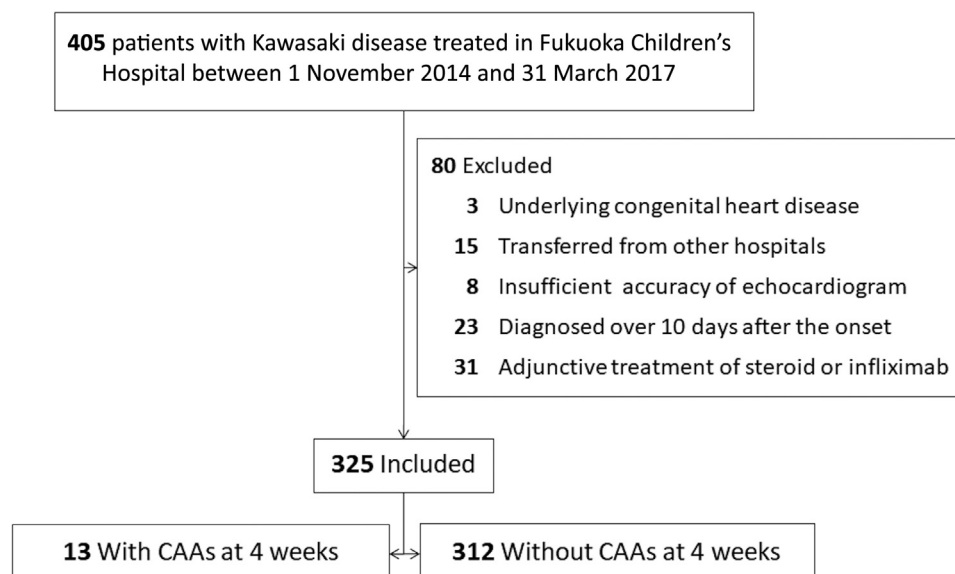 405 patients with Kawasaki disease treated in Fukuoka Children's
Hospital between 1 November 2014 and 31 March 2017
80 Excluded
3 Underlying congenital heart disease
15 Transferred from other hospitals
8 Insufficient accuracy of echocardiogram
23 Diagnosed over 10 days after the onset
31 Adjunctive treatment of steroid or infliximab
325 Included
13 With CAAs at 4 weeks
312 Without CAAs at 4 weeks